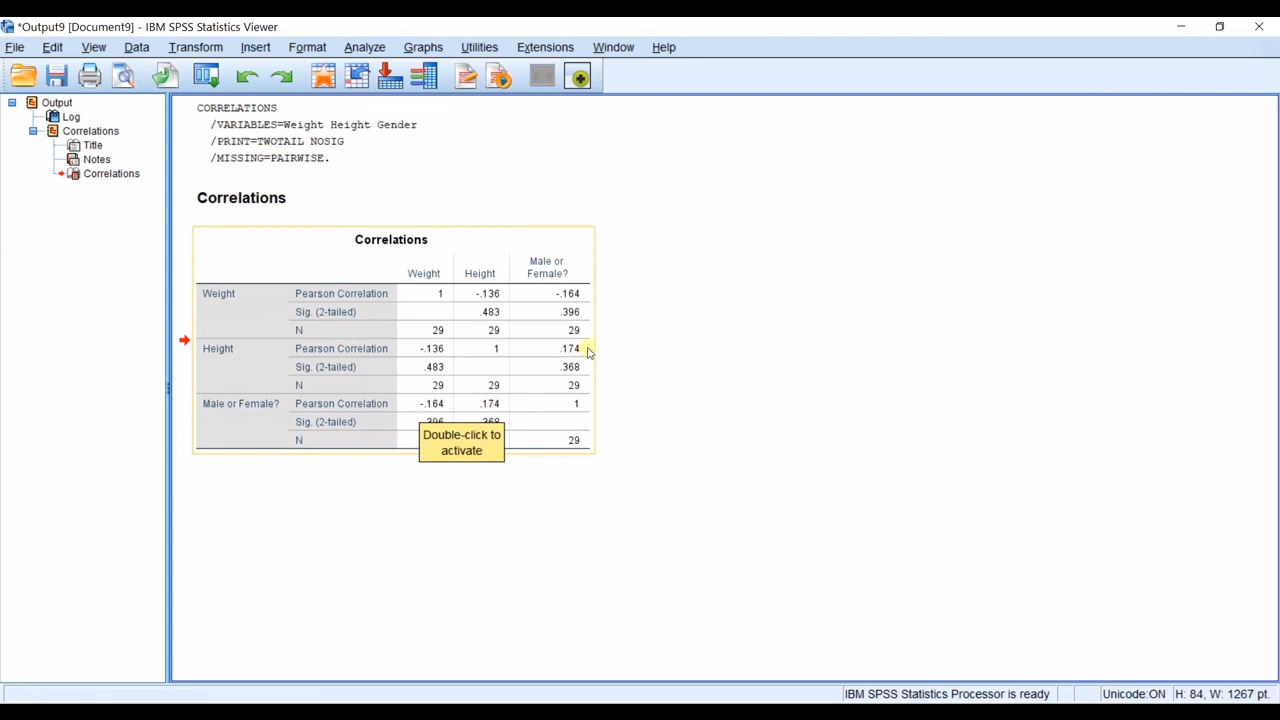 *Output9 [Document9] - IBM SPSS Statistics Viewer
File Edit View Data Transform Insert Format Analyze Graphs Utilities Extensions Window Help
Output
Log
Correlations
Title
Notes
Correlations
CORRELATIONS
/VARIABLES=Weight Height Gender
/PRINT=TWOTAIL NOSIG
/MISSING=PAIRWISE.
Correlations
Correlations
Weight Height Male or Female?
Weight Pearson Correlation 1 -.136 -.164
Sig. (2-tailed) .483 .396
N 29 29 29
Height Pearson Correlation -.136 1 .174
Sig. (2-tailed) .483 .368
N 29 29 29
Male or Female? Pearson Correlation -.164 .174 1
Sig. (2-tailed) .396 .368
N 29
Double-click to
activate
IBM SPSS Statistics Processor is ready Unicode:ON H: 84, W: 1267 pt.